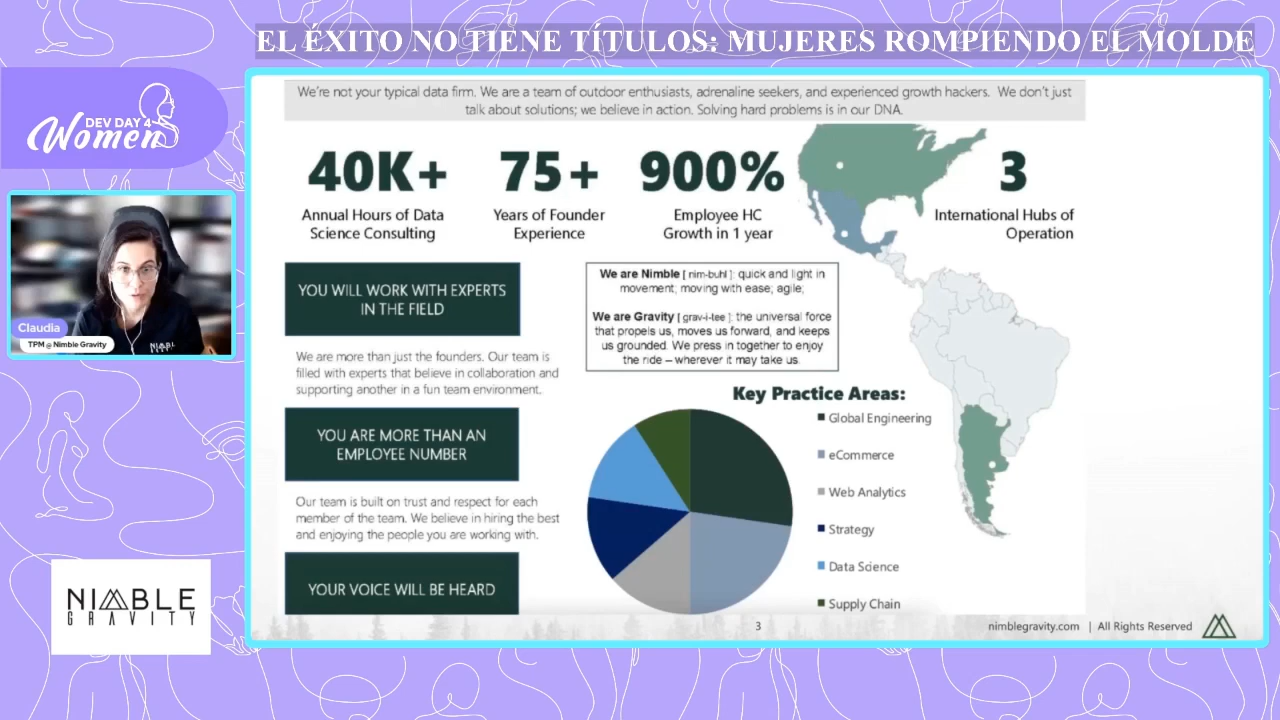 EL ÉXITO NO TIENE TÍTULOS: MUJERES ROMPIENDO EL MOLDE
DEV DAY 4
Women
Claudia
TPM @ Nimble Gravity
NIMBLE
GRAVITY
We're not your typical data firm. We are a team of outdoor enthusiasts, adrenaline seekers, and experienced growth hackers. We don't just
talk about solutions; we believe in action. Solving hard problems is in our DNA.
40K+
Annual Hours of Data
Science Consulting
75+
Years of Founder
Experience
900%
Employee HC
Growth in 1 year
3
International Hubs of
Operation
YOU WILL WORK WITH EXPERTS
IN THE FIELD
We are more than just the founders. Our team is
filled with experts that believe in collaboration and
supporting another in a fun team environment.
YOU ARE MORE THAN AN
EMPLOYEE NUMBER
Our team is built on trust and respect for each
member of the team. We believe in hiring the best
and enjoying the people you are working with.
YOUR VOICE WILL BE HEARD
We are Nimble [ nim-buhl ]: quick and light in
movement; moving with ease; agile;
We are Gravity [ grav-i-tee ]: the universal force
that propels us, moves us forward, and keeps
us grounded. We press in together to enjoy
the ride – wherever it may take us.
Key Practice Areas:
Global Engineering
eCommerce
Web Analytics
Strategy
Data Science
Supply Chain
3
nimblegravity.com | All Rights Reserved